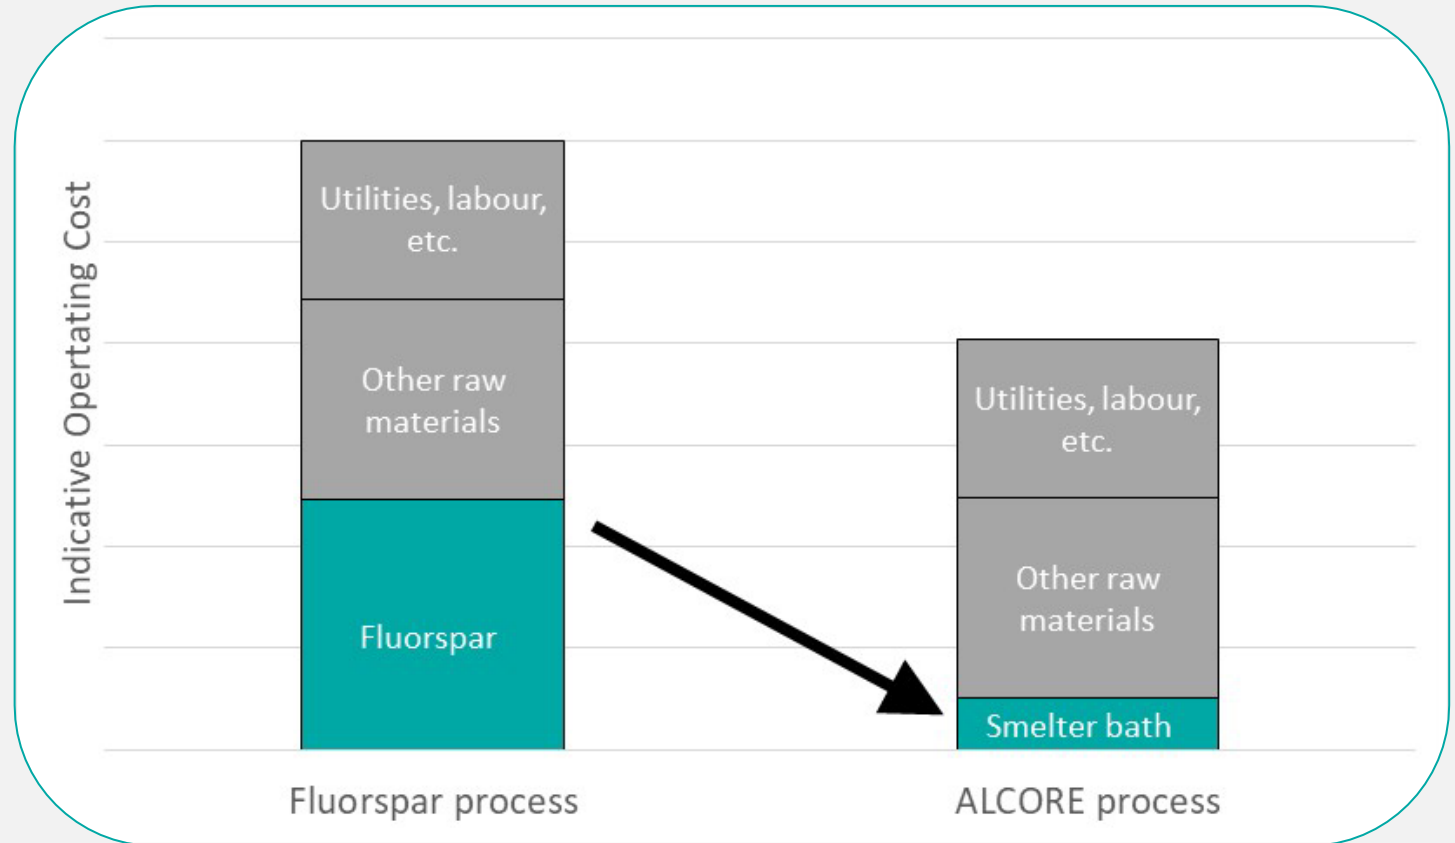 Indicative Opertating Cost
Utilities, labour,
etc.
Other raw
materials
Fluorspar
Utilities, labour,
etc.
Other raw
materials
Smelter bath
Fluorspar process
ALCORE process